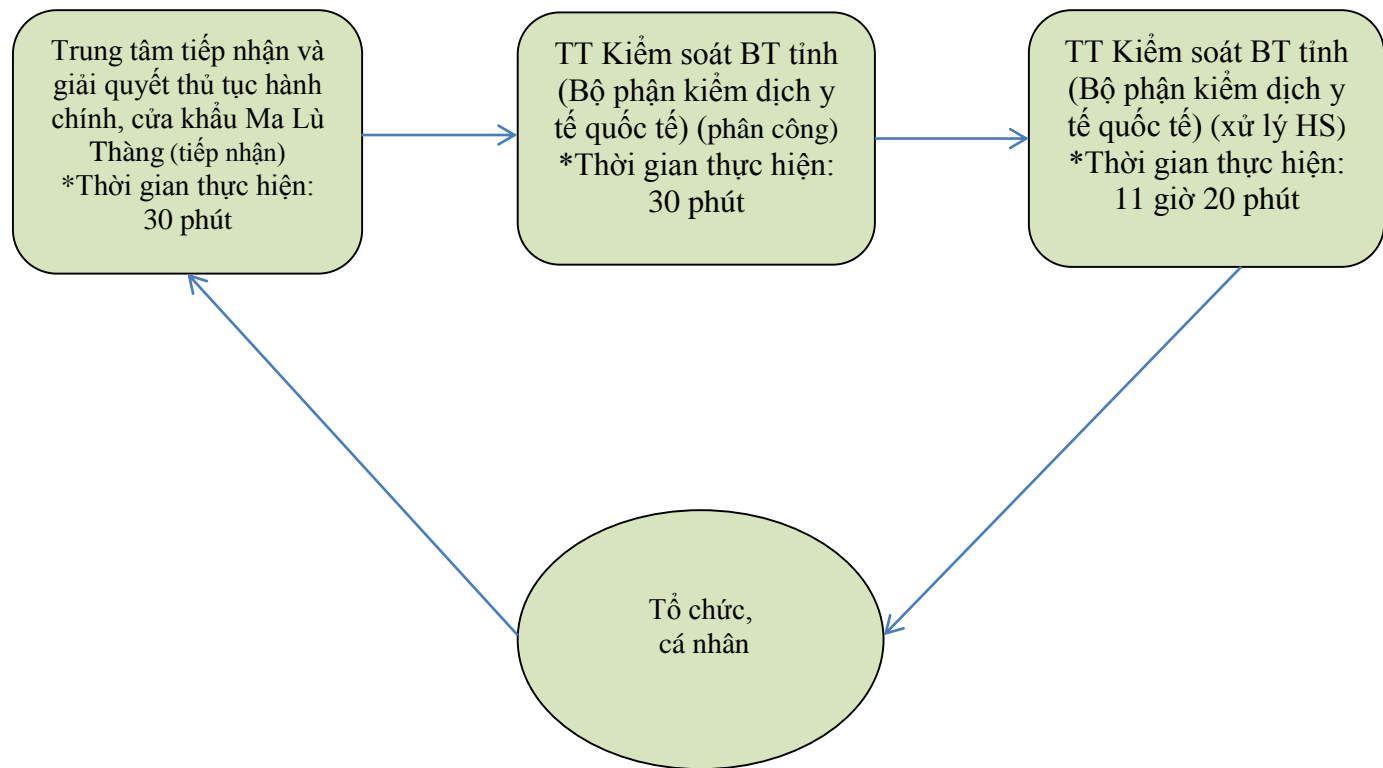 Trung tâm tiếp nhận và
giải quyết thủ tục hành
chính, cửa khẩu Ma Lù
Thàng (tiếp nhận)
*Thời gian thực hiện:
30 phút
TT Kiểm soát BT tỉnh
(Bộ phận kiểm dịch y
tế quốc tế) (phân công)
*Thời gian thực hiện:
30 phút
TT Kiểm soát BT tỉnh
(Bộ phận kiểm dịch y
tế quốc tế) (xử lý HS)
*Thời gian thực hiện:
11 giờ 20 phút
Tổ chức,
cá nhân